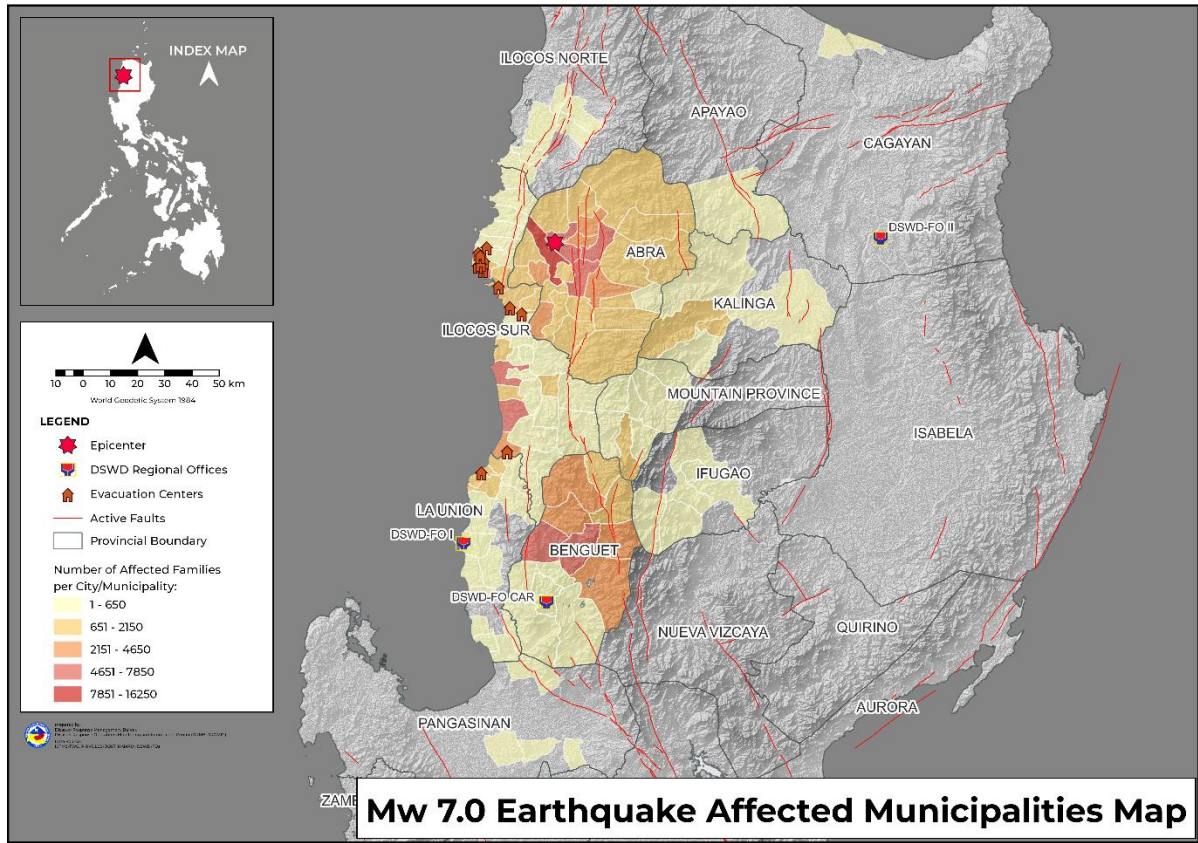 INDEX MAP
10 0 10 20 30 40 50 km
World Geodetic System 1984
LEGEND
Epicenter
DSWD Regional Offices
Evacuation Centers
Active Faults
Provincial Boundary
Number of Affected Families
per City/Municipality:
1 - 650
651 - 2150
2151 - 4650
4651 - 7850
7851 - 16250
ILOCOS NORTE
APAYAO
CAGAYAN
DSWD-FO II
ABRA
KALINGA
ILOCOS SUR
MOUNTAIN PROVINCE
ISABELA
IFUGAO
LA UNION
DSWD-FO I
BENGUET
DSWD-FO CAR
NUEVA VIZCAYA
QUIRINO
AURORA
PANGASINAN
Mw 7.0 Earthquake Affected Municipalities Map